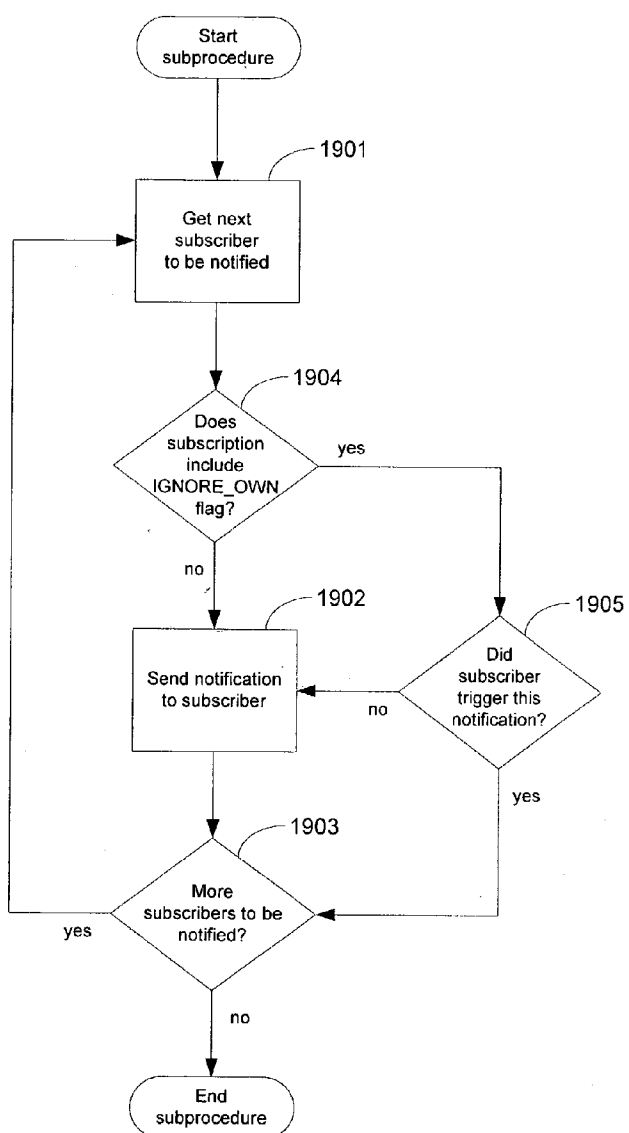 Start
subprocedure
1901
Get next
subscriber
to be notified
1904
Does
subscription
include
IGNORE_OWN
flag?
yes
no
1902
Send notification
to subscriber
1905
Did
subscriber
trigger this
notification?
no
yes
1903
More
subscribers to be
notified?
yes
no
End
subprocedure